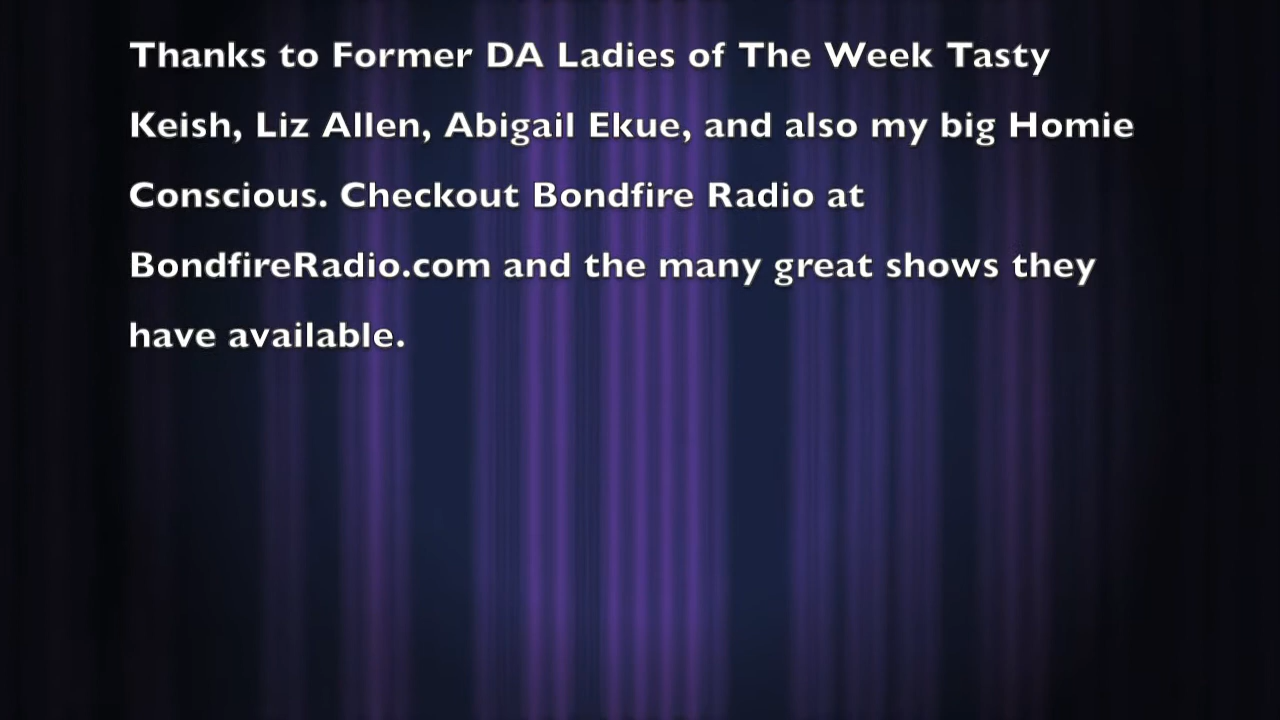 Thanks to Former DA Ladies of The Week Tasty
Keish, Liz Allen, Abigail Ekue, and also my big Homie
Conscious. Checkout Bondfire Radio at
BondfireRadio.com and the many great shows they
have available.